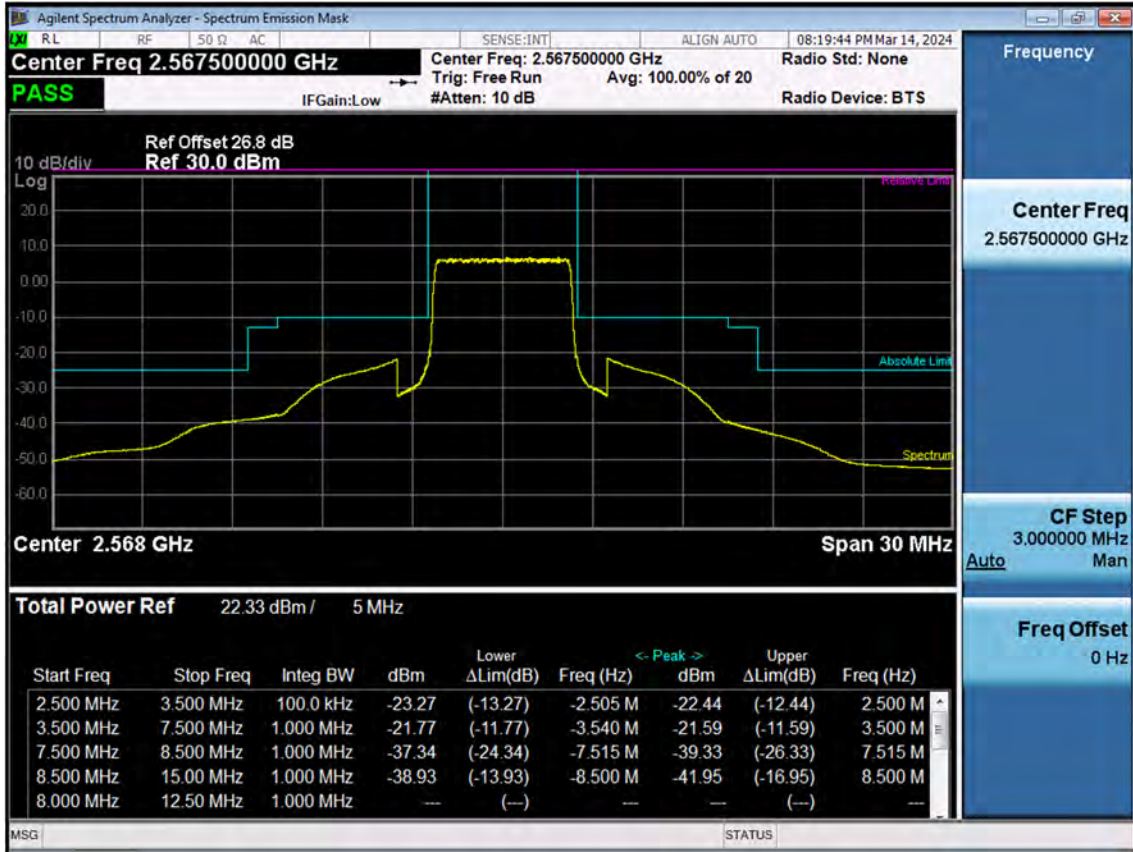 Agilent Spectrum Analyzer - Spectrum Emission Mask
LXI RL RF 50 Ω AC SENSE:INT ALIGN AUTO 08:19:44 PM Mar 14, 2024
Center Freq 2.567500000 GHz
Center Freq: 2.567500000 GHz
Radio Std: None
Trig: Free Run Avg: 100.00% of 20
PASS
IFGain:Low
#Atten: 10 dB
Radio Device: BTS
Ref Offset 26.8 dB
10 dB/div Ref 30.0 dBm
Log
Relative Limit
20.0
10.0
0.00
-10.0
-20.0
Absolute Limit
-30.0
-40.0
-50.0
Spectrum
-60.0
Center 2.568 GHz Span 30 MHz
Total Power Ref 22.33 dBm / 5 MHz
Lower <- Peak -> Upper
Start Freq Stop Freq Integ BW dBm ΔLim(dB) Freq (Hz) dBm ΔLim(dB) Freq (Hz)
2.500 MHz 3.500 MHz 100.0 kHz -23.27 (-13.27) -2.505 M -22.44 (-12.44) 2.500 M
3.500 MHz 7.500 MHz 1.000 MHz -21.77 (-11.77) -3.540 M -21.59 (-11.59) 3.500 M
7.500 MHz 8.500 MHz 1.000 MHz -37.34 (-24.34) -7.515 M -39.33 (-26.33) 7.515 M
8.500 MHz 15.00 MHz 1.000 MHz -38.93 (-13.93) -8.500 M -41.95 (-16.95) 8.500 M
8.000 MHz 12.50 MHz 1.000 MHz --- (---) --- --- (---) ---
MSG STATUS
Frequency
Center Freq
2.567500000 GHz
CF Step
3.000000 MHz
Auto Man
Freq Offset
0 Hz